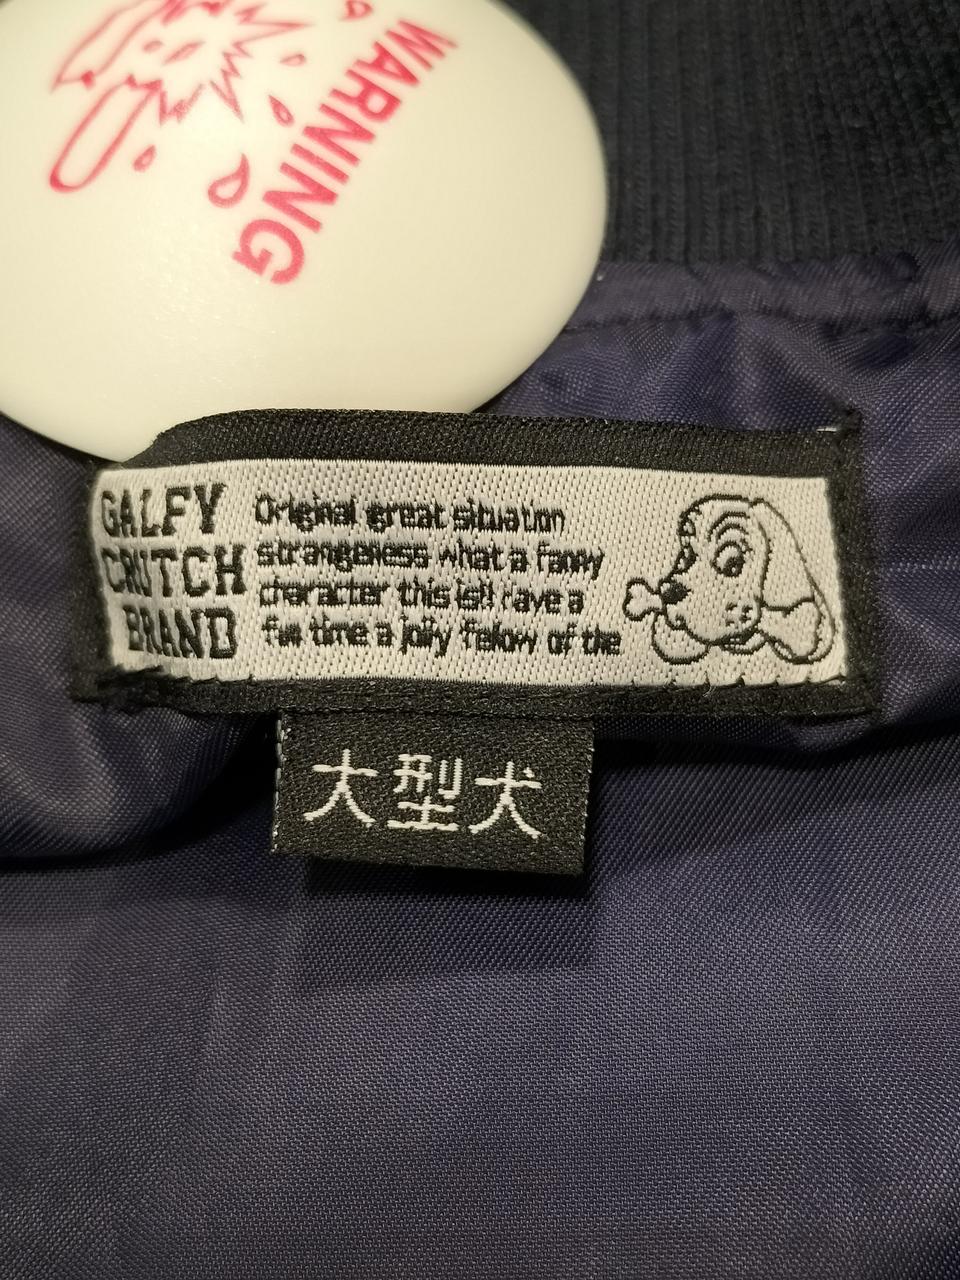 WARNING
GALFY
CRUTCH
BRAND
Original great situation
strangeness what a fanny
character this is!! have a
fun time a jolly fellow of the
大型犬